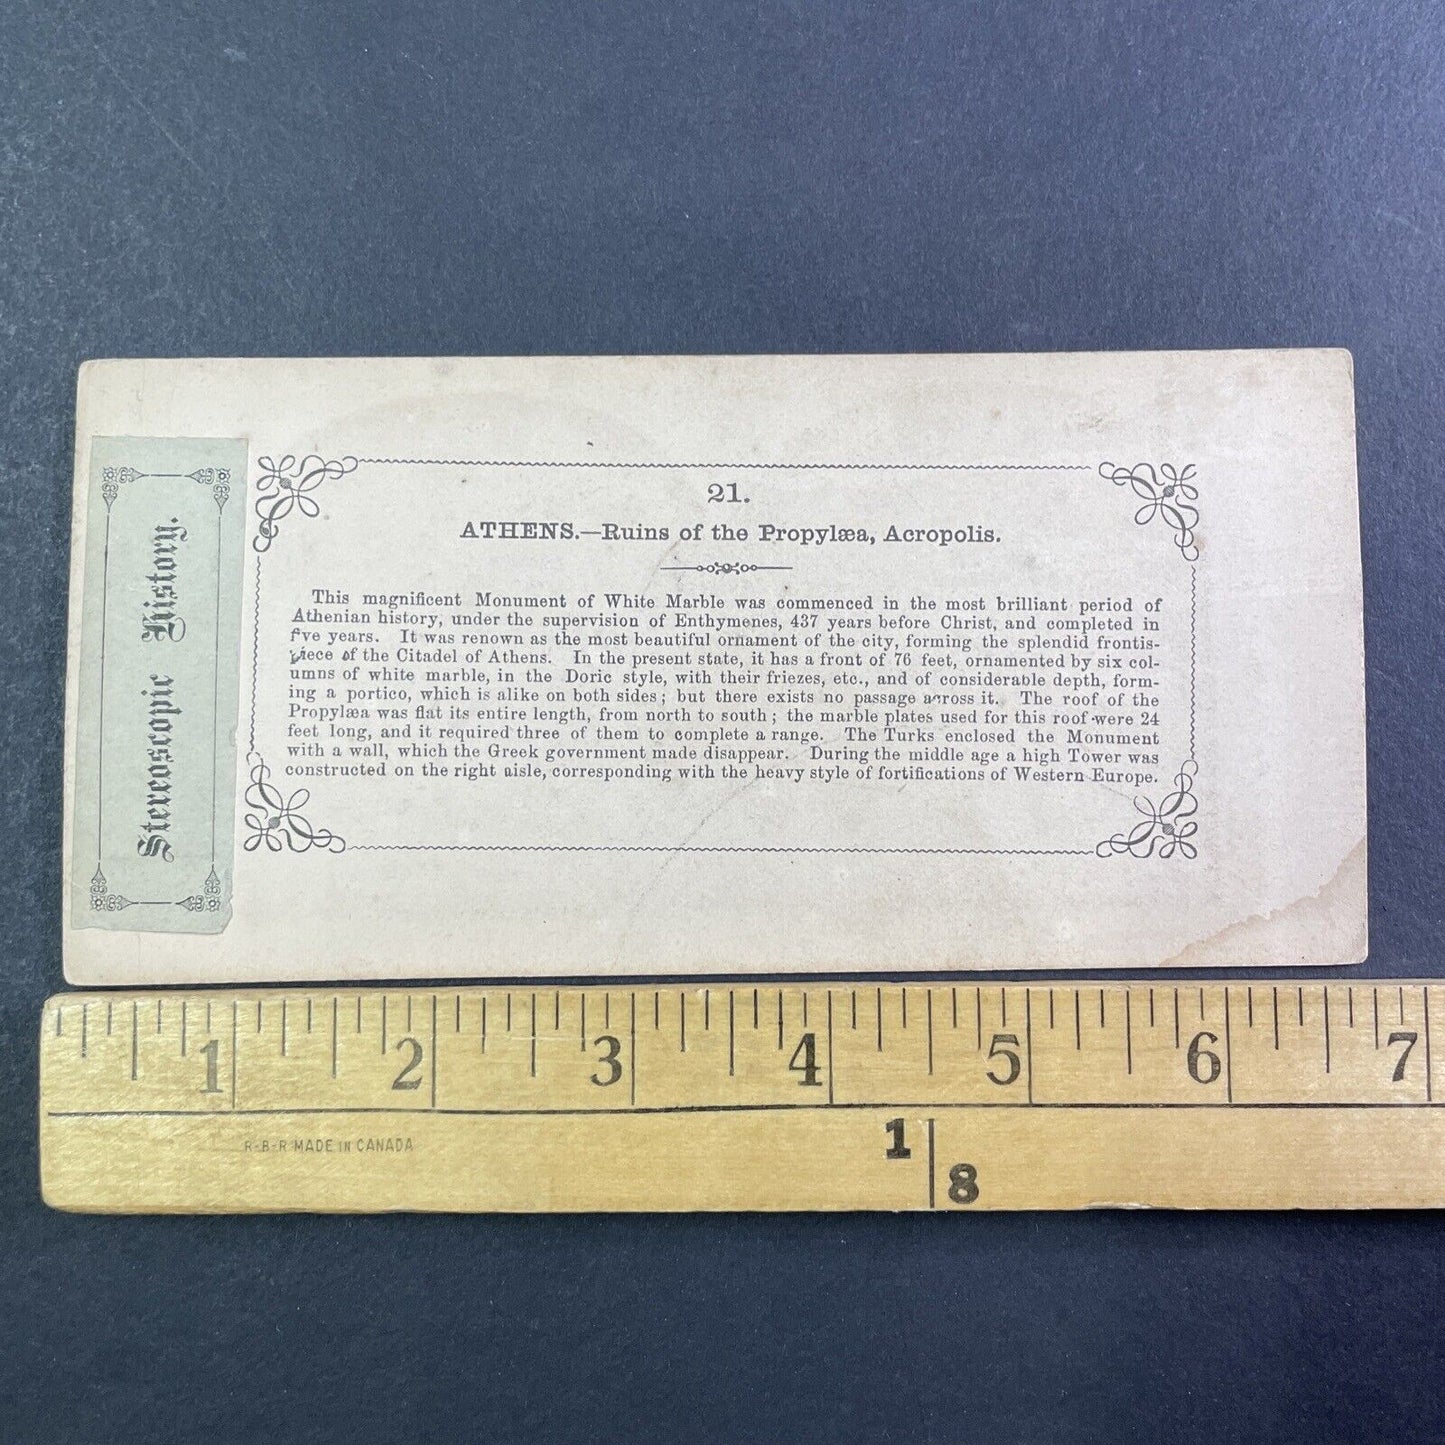 Stereoscopic History.
21.
ATHENS.—Ruins of the Propylæa, Acropolis.
This magnificent Monument of White Marble was commenced in the most brilliant period of
Athenian history, under the supervision of Enthymenes, 437 years before Christ, and completed in
five years. It was renown as the most beautiful ornament of the city, forming the splendid frontis-
piece of the Citadel of Athens. In the present state, it has a front of 76 feet, ornamented by six col-
umns of white marble, in the Doric style, with their friezes, etc., and of considerable depth, form-
ing a portico, which is alike on both sides; but there exists no passage across it. The roof of the
Propylæa was flat its entire length, from north to south; the marble plates used for this roof were 24
feet long, and it required three of them to complete a range. The Turks enclosed the Monument
with a wall, which the Greek government made disappear. During the middle age a high Tower was
constructed on the right aisle, corresponding with the heavy style of fortifications of Western Europe.
1 2 3 4 5 6 7
R-B-R MADE IN CANADA
1 8